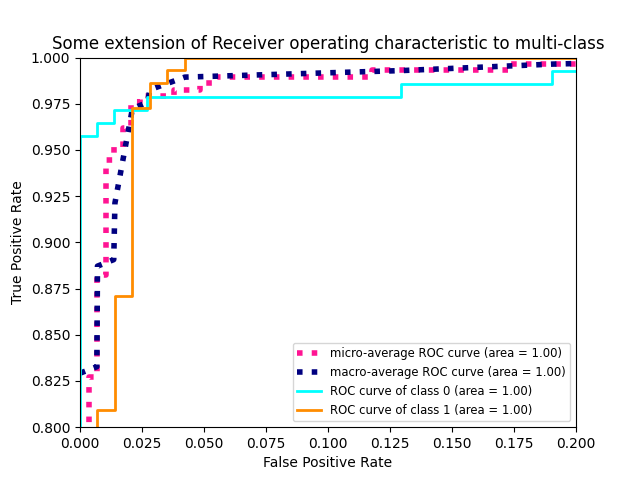 Some extension of Receiver operating characteristic to multi-class
1.000
0.975
0.950
0.925
0.900
0.875
0.850
0.825
0.800
True Positive Rate
micro-average ROC curve (area = 1.00)
macro-average ROC curve (area = 1.00)
ROC curve of class 0 (area = 1.00)
ROC curve of class 1 (area = 1.00)
0.000 0.025 0.050 0.075 0.100 0.125 0.150 0.175 0.200
False Positive Rate